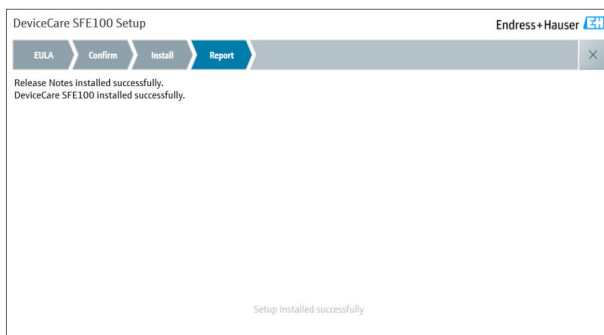 DeviceCare SFE100 Setup
Endress+Hauser EH
EULA Confirm Install Report
Release Notes installed successfully.
DeviceCare SFE100 installed successfully.
Setup installed successfully